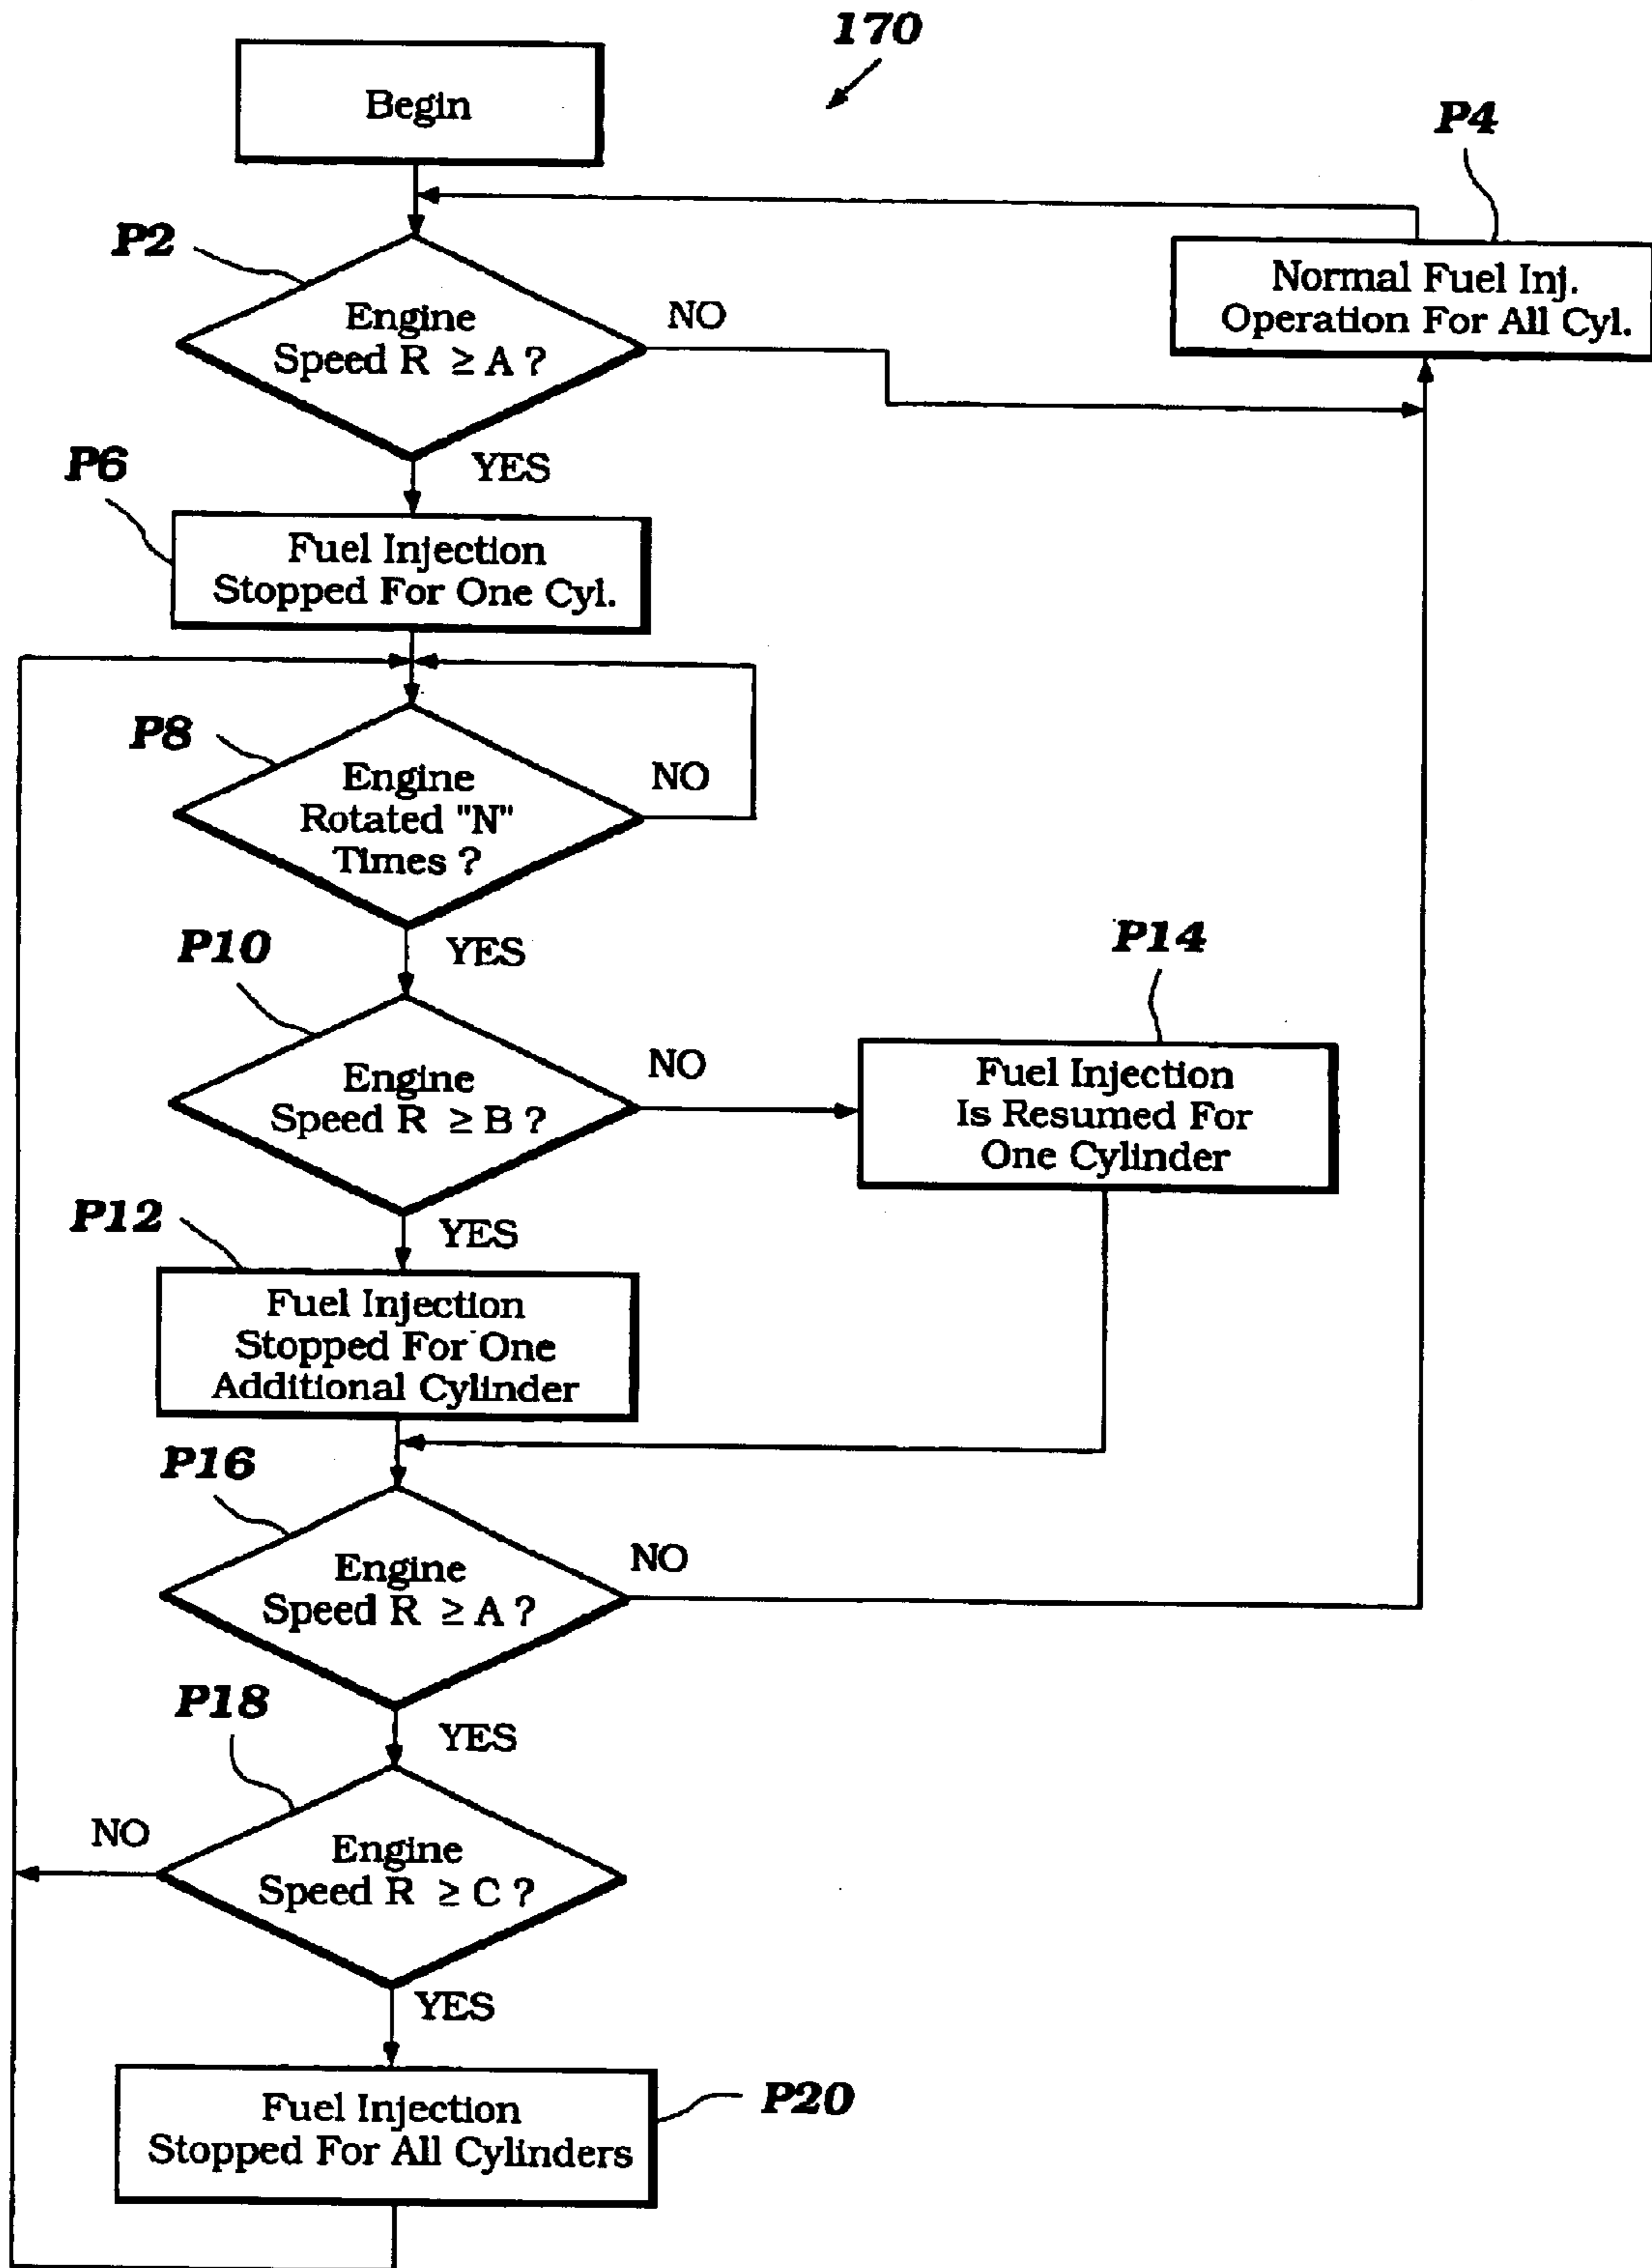 170
Begin
P4
Normal Fuel Inj.
Operation For All Cyl.
P2
Engine
Speed R ≥ A ?
NO
YES
P6
Fuel Injection
Stopped For One Cyl.
P8
Engine
Rotated "N"
Times ?
NO
YES
P10
Engine
Speed R ≥ B ?
NO
YES
P14
Fuel Injection
Is Resumed For
One Cylinder
P12
Fuel Injection
Stopped For One
Additional Cylinder
P16
Engine
Speed R ≥ A ?
NO
YES
P18
Engine
Speed R ≥ C ?
NO
YES
P20
Fuel Injection
Stopped For All Cylinders